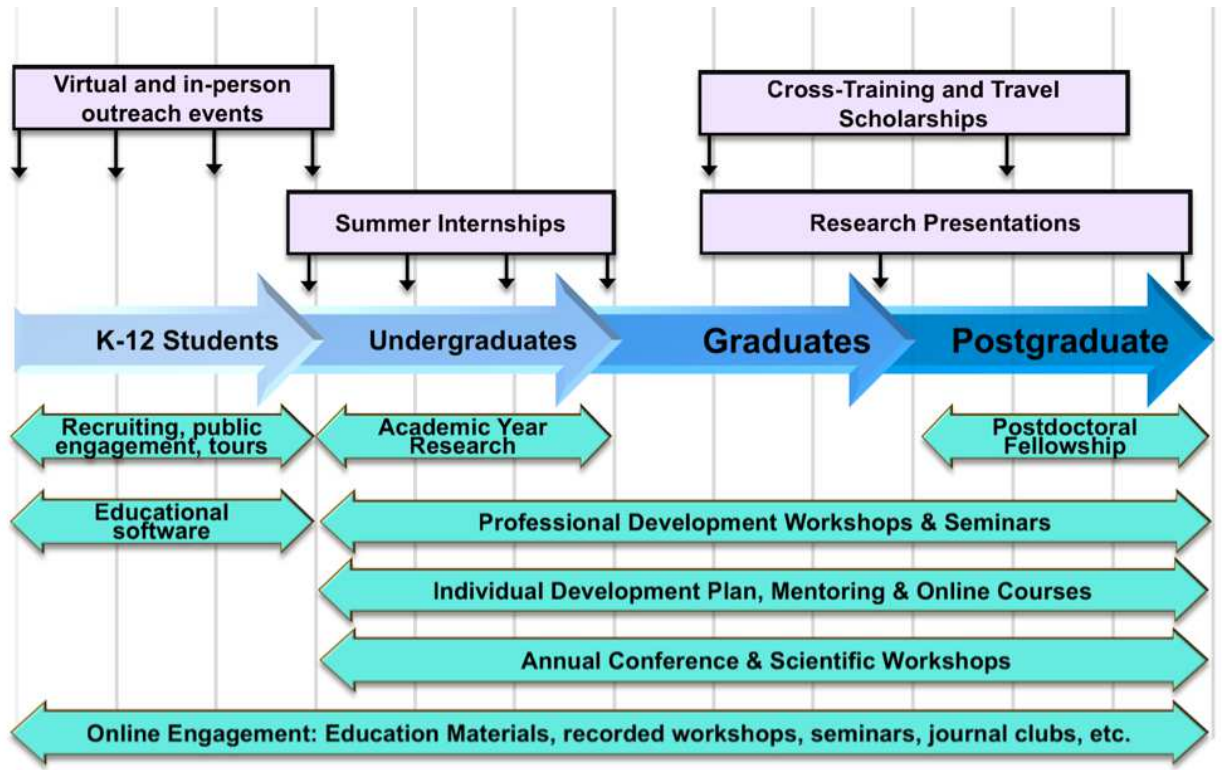 Virtual and in-person
outreach events
Cross-Training and Travel
Scholarships
Summer Internships
Research Presentations
K-12 Students
Undergraduates
Graduates
Postgraduate
Recruiting, public
engagement, tours
Academic Year
Research
Postdoctoral
Fellowship
Educational
software
Professional Development Workshops & Seminars
Individual Development Plan, Mentoring & Online Courses
Annual Conference & Scientific Workshops
Online Engagement: Education Materials, recorded workshops, seminars, journal clubs, etc.